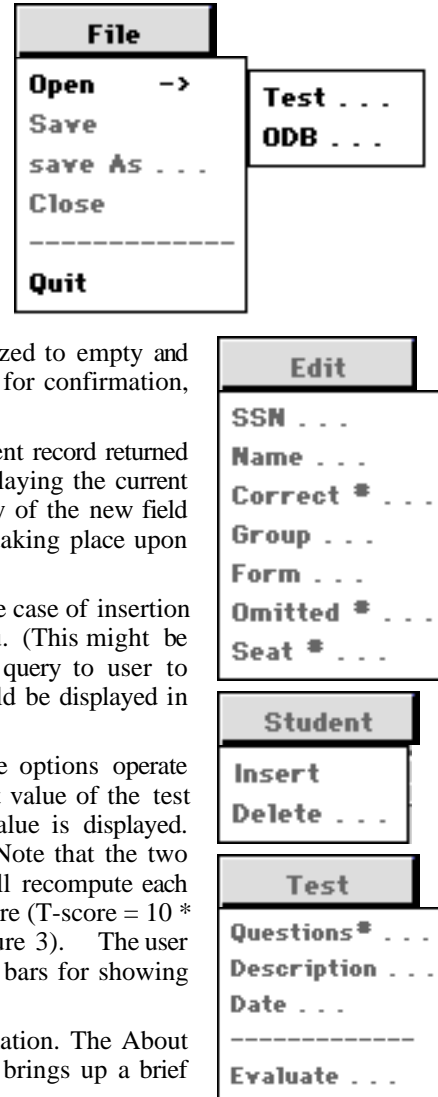 File
Open ->
Save
save As . . .
Close
--------------
Quit
Test . . .
ODB . . .
zed to empty and
for confirmation,
ent record returned
laying the current
y of the new field
aking place upon
e case of insertion
. (This might be
query to user to
ld be displayed in
e options operate
t value of the test
alue is displayed.
Note that the two
ll recompute each
re (T-score = 10 *
ure 3). The user
bars for showing
ation. The About
brings up a brief
Edit
SSN . . .
Name . . .
Correct # . . .
Group . . .
Form . . .
Omitted # . . .
Seat # . . .
Student
Insert
Delete . . .
Test
Questions# . . .
Description . . .
Date . . .
-------------
Evaluate . . .